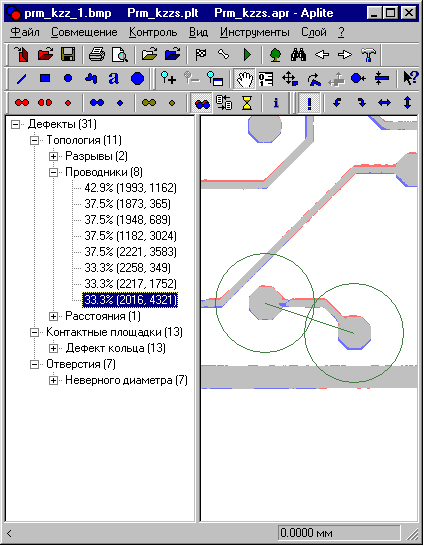 prm_kzz_1.bmp Prm_kzzs.plt Prm_kzzs.apr - Aplite
Файл Совмещение Контроль Вид Инструменты Слой ?
Дефекты (31)
Топология (11)
Разрывы (2)
Проводники (8)
42.9% (1993, 1162)
37.5% (1873, 365)
37.5% (1948, 689)
37.5% (1182, 3024)
37.5% (2221, 3583)
33.3% (2258, 349)
33.3% (2217, 1752)
33.3% (2016, 4321)
Расстояния (1)
Контактные площадки (13)
Дефект кольца (13)
Отверстия (7)
Неверного диаметра (7)
<
0.0000 мм